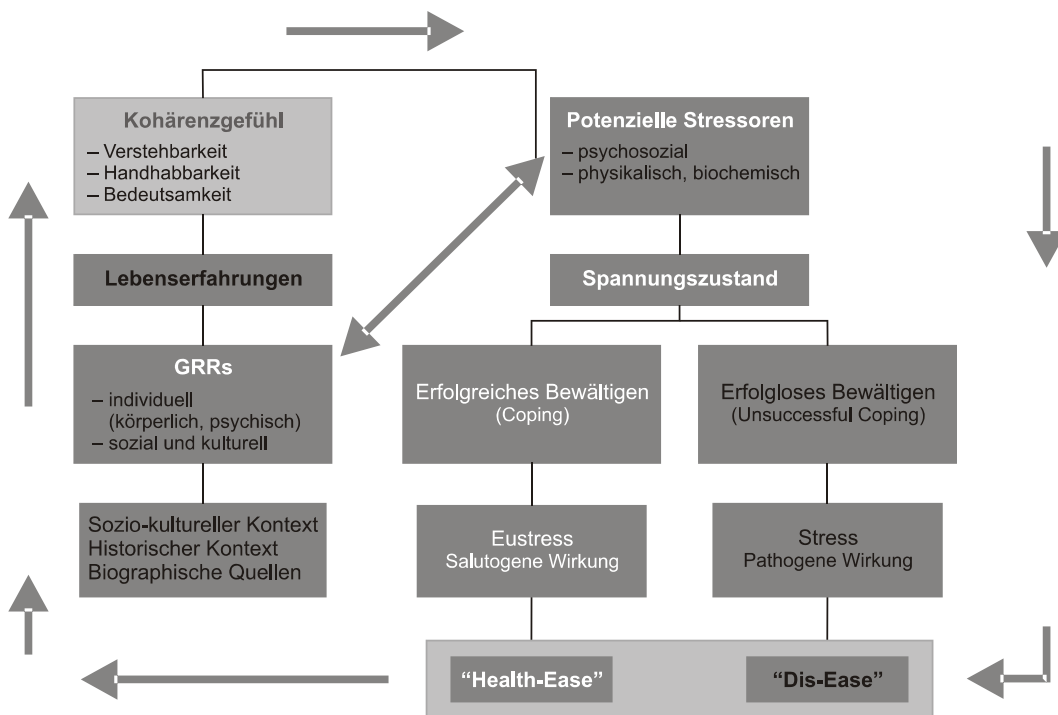 Kohärenzgefühl
– Verstehbarkeit
– Handhabbarkeit
– Bedeutsamkeit
Lebenserfahrungen
GRRs
– individuell
(körperlich, psychisch)
– sozial und kulturell
Sozio-kultureller Kontext
Historischer Kontext
Biographische Quellen
Potenzielle Stressoren
– psychosozial
– physikalisch, biochemisch
Spannungszustand
Erfolgreiches Bewältigen
(Coping)
Erfolgloses Bewältigen
(Unsuccessful Coping)
Eustress
Salutogene Wirkung
Stress
Pathogene Wirkung
“Health-Ease”
“Dis-Ease”